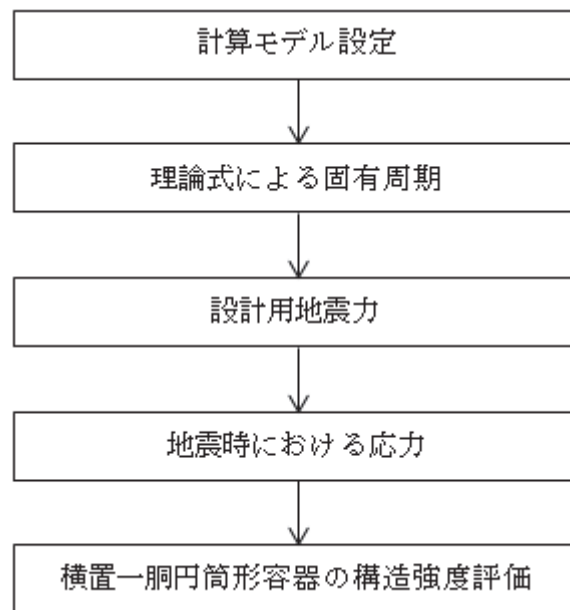 計算モデル設定
理論式による固有周期
設計用地震力
地震時における応力
横置一胴円筒形容器の構造強度評価